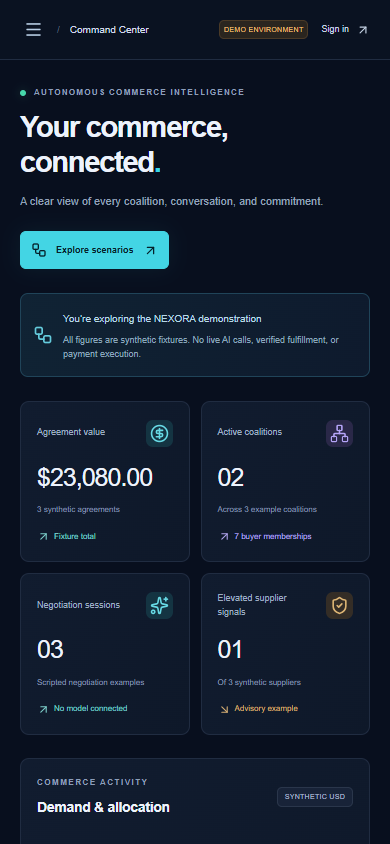 / Command Center DEMO ENVIRONMENT Sign in
AUTONOMOUS COMMERCE INTELLIGENCE
Your commerce,
connected.
A clear view of every coalition, conversation, and commitment.
Explore scenarios
You're exploring the NEXORA demonstration
All figures are synthetic fixtures. No live AI calls, verified fulfillment, or
payment execution.
Agreement value
$23,080.00
3 synthetic agreements
Fixture total
Active coalitions
02
Across 3 example coalitions
7 buyer memberships
Negotiation sessions
03
Scripted negotiation examples
No model connected
Elevated supplier
signals
01
Of 3 synthetic suppliers
Advisory example
COMMERCE ACTIVITY
Demand & allocation
SYNTHETIC USD